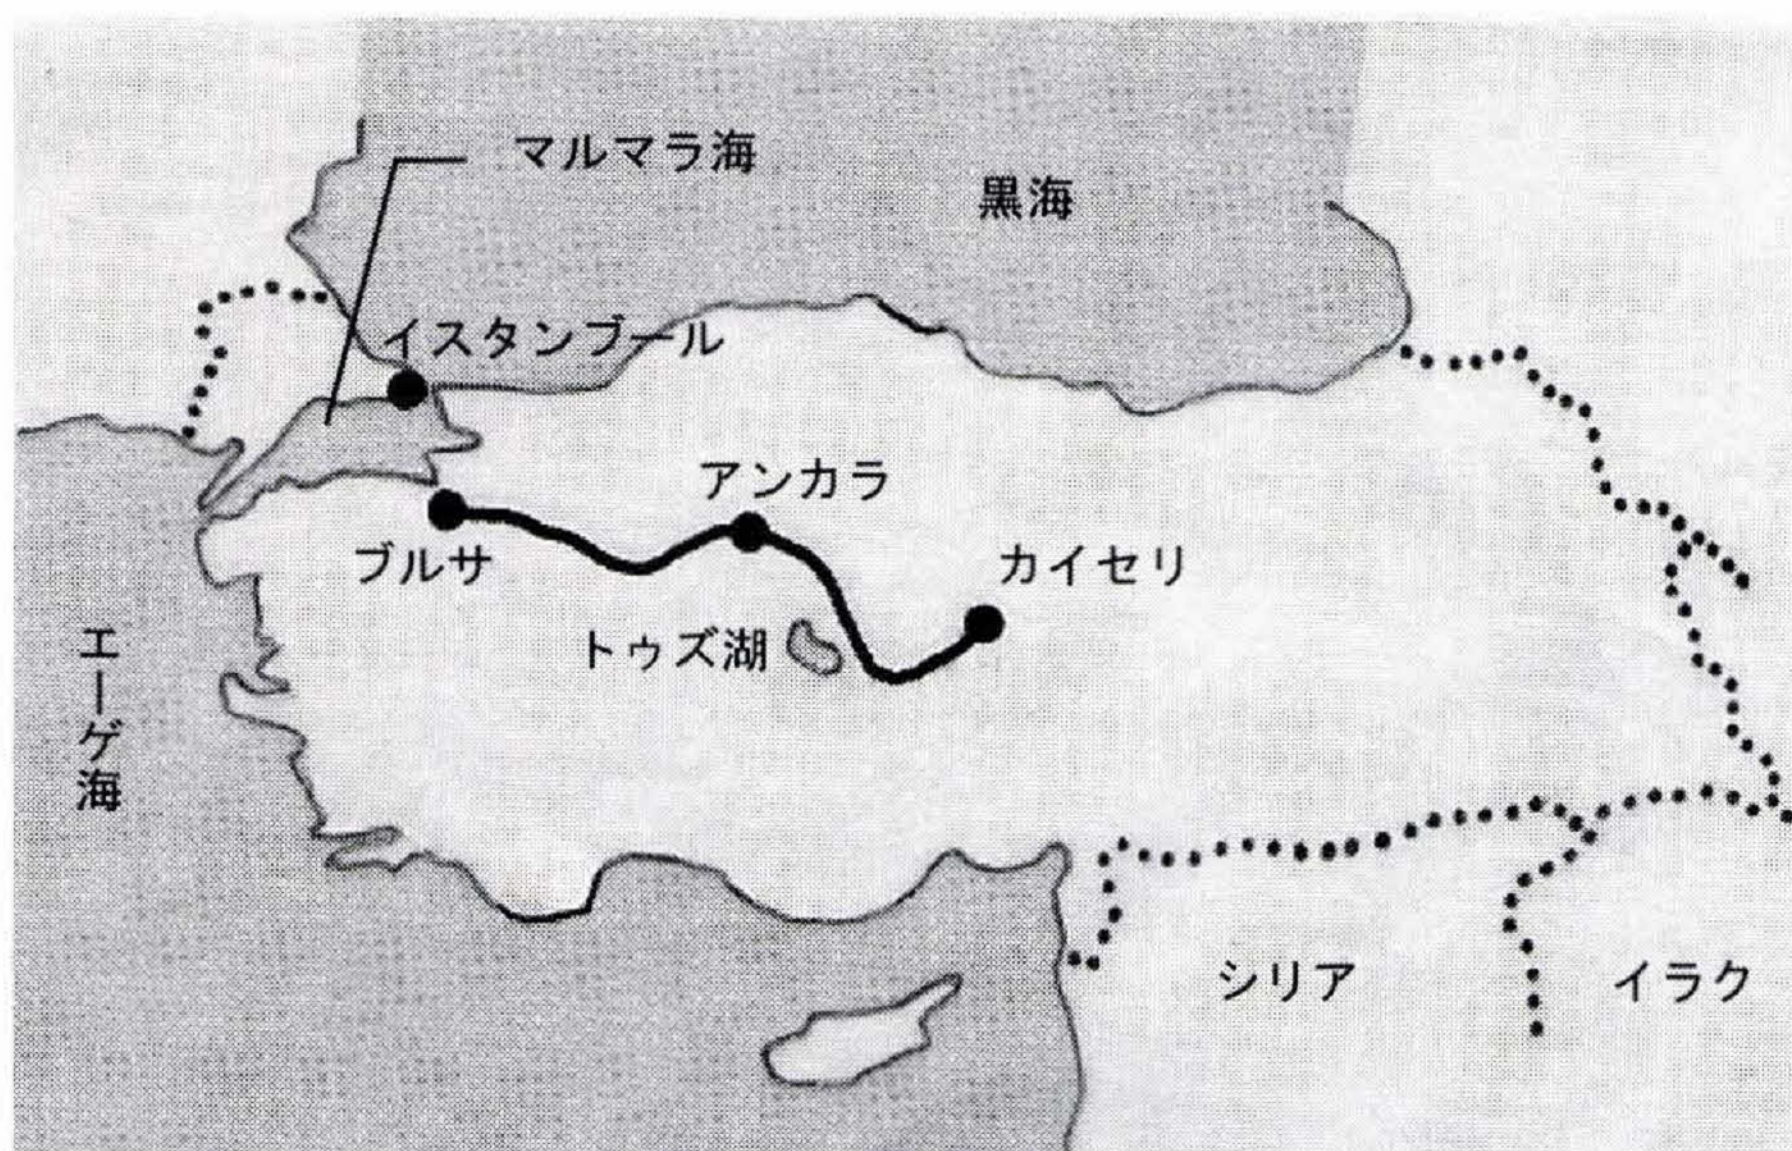 マルマラ海
黒海
イスタンブール
アンカラ
ブルサ
カイセリ
トゥズ湖
エーゲ海
シリア
イラク